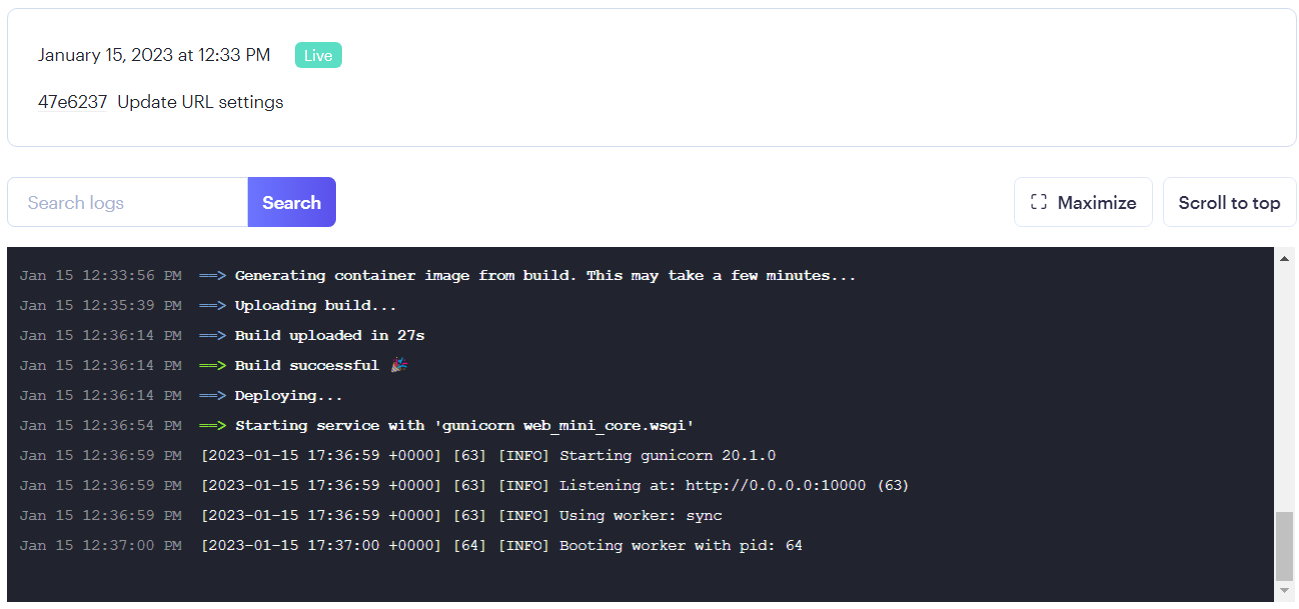 January 15, 2023 at 12:33 PM Live
47e6237 Update URL settings
Search logs Search Maximize Scroll to top
Jan 15 12:33:56 PM ==> Generating container image from build. This may take a few minutes...
Jan 15 12:35:39 PM ==> Uploading build...
Jan 15 12:36:14 PM ==> Build uploaded in 27s
Jan 15 12:36:14 PM ==> Build successful 🎉
Jan 15 12:36:14 PM ==> Deploying...
Jan 15 12:36:54 PM ==> Starting service with 'gunicorn web_mini_core.wsgi'
Jan 15 12:36:59 PM [2023-01-15 17:36:59 +0000] [63] [INFO] Starting gunicorn 20.1.0
Jan 15 12:36:59 PM [2023-01-15 17:36:59 +0000] [63] [INFO] Listening at: http://0.0.0.0:10000 (63)
Jan 15 12:36:59 PM [2023-01-15 17:36:59 +0000] [63] [INFO] Using worker: sync
Jan 15 12:37:00 PM [2023-01-15 17:37:00 +0000] [64] [INFO] Booting worker with pid: 64